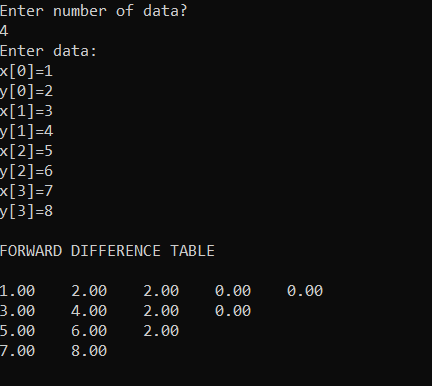 Enter number of data?
4
Enter data:
x[0]=1
y[0]=2
x[1]=3
y[1]=4
x[2]=5
y[2]=6
x[3]=7
y[3]=8
FORWARD DIFFERENCE TABLE
1.00 2.00 2.00 0.00 0.00
3.00 4.00 2.00 0.00
5.00 6.00 2.00
7.00 8.00